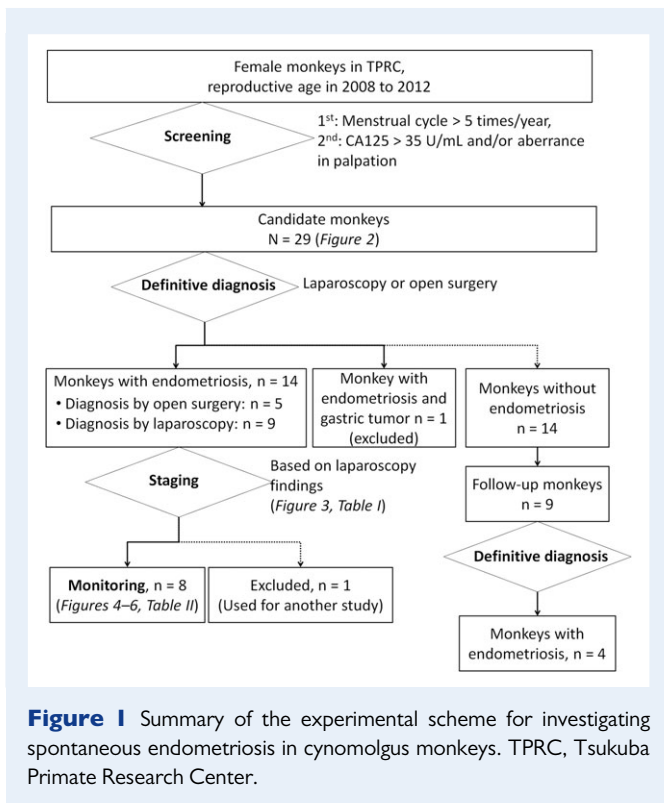 Female monkeys in TPRC,
reproductive age in 2008 to 2012
Screening
1st: Menstrual cycle > 5 times/year,
2nd: CA125 > 35 U/mL and/or aberrance
in palpation
Candidate monkeys
N = 29 (Figure 2)
Definitive diagnosis
Laparoscopy or open surgery
Monkeys with endometriosis, n = 14
• Diagnosis by open surgery: n = 5
• Diagnosis by laparoscopy: n = 9
Monkey with
endometriosis and
gastric tumor n = 1
(excluded)
Monkeys without
endometriosis
n = 14
Staging
Based on laparoscopy
findings
(Figure 3, Table I)
Follow-up monkeys
n = 9
Definitive diagnosis
Monitoring, n = 8
(Figures 4–6, Table II)
Excluded, n = 1
(Used for another study)
Monkeys with
endometriosis, n = 4
Figure 1 Summary of the experimental scheme for investigating
spontaneous endometriosis in cynomolgus monkeys. TPRC, Tsukuba
Primate Research Center.